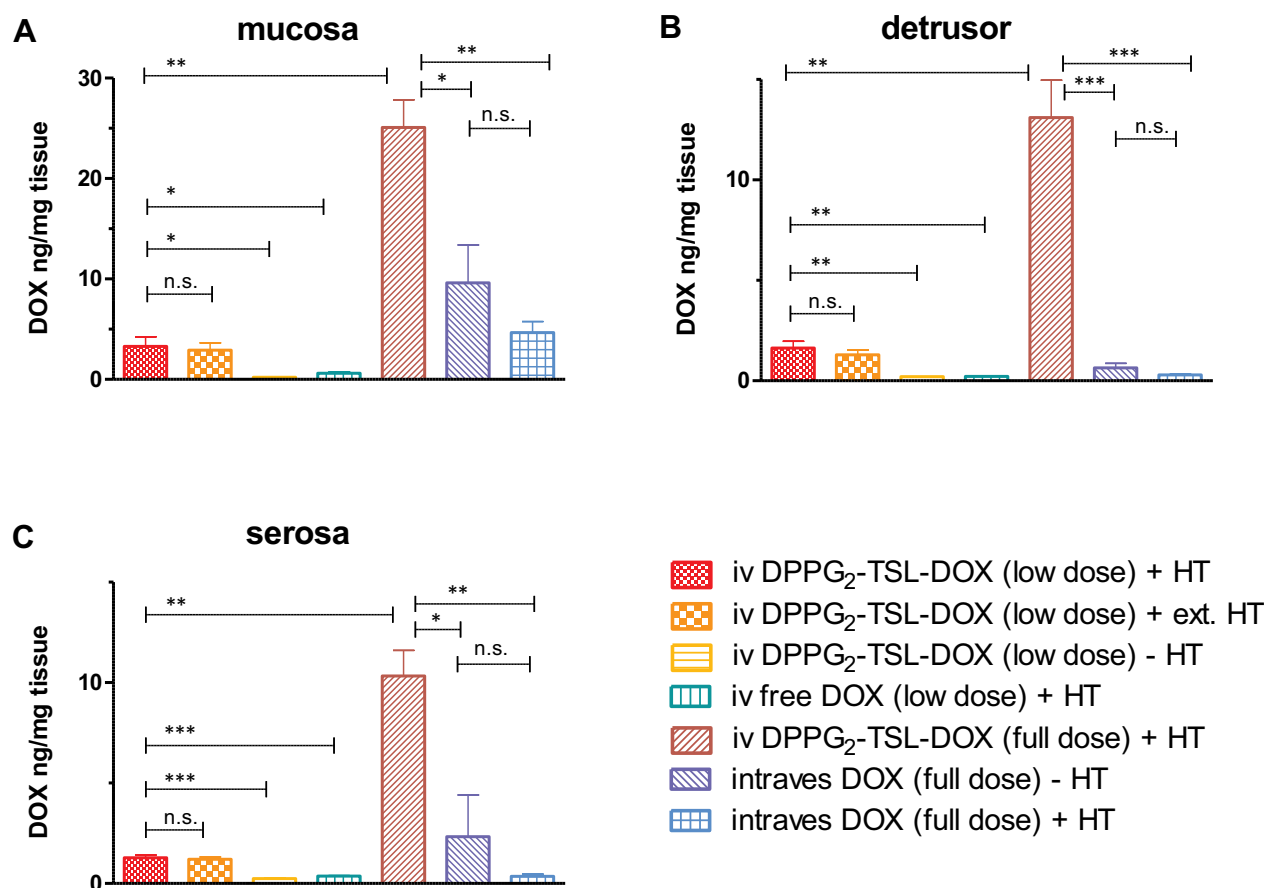 A
mucosa
DOX ng/mg tissue
30
20
10
0
**
**
*
n.s.
*
*
n.s.
B
detrusor
DOX ng/mg tissue
10
0
**
***
***
n.s.
**
**
n.s.
C
serosa
DOX ng/mg tissue
10
0
**
**
*
n.s.
***
***
n.s.
iv DPPG₂-TSL-DOX (low dose) + HT
iv DPPG₂-TSL-DOX (low dose) + ext. HT
iv DPPG₂-TSL-DOX (low dose) - HT
iv free DOX (low dose) + HT
iv DPPG₂-TSL-DOX (full dose) + HT
intraves DOX (full dose) - HT
intraves DOX (full dose) + HT